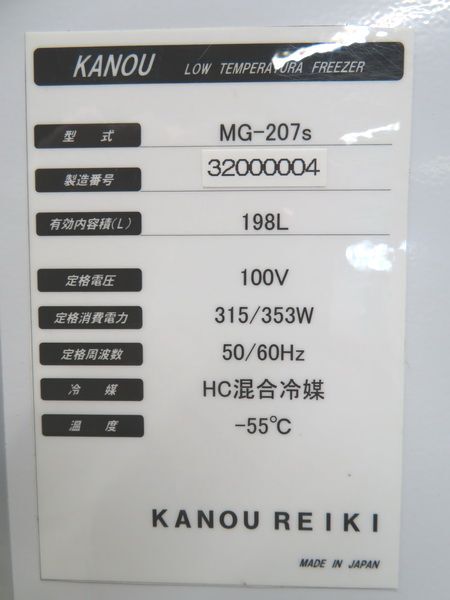 KANOU LOW TEMPERATURA FREEZER
型 式 MG-207s
製造番号 32000004
有効内容積(L) 198L
定格電圧 100V
定格消費電力 315/353W
定格周波数 50/60Hz
冷 媒 HC混合冷媒
温 度 -55℃
KANOU REIKI
MADE IN JAPAN